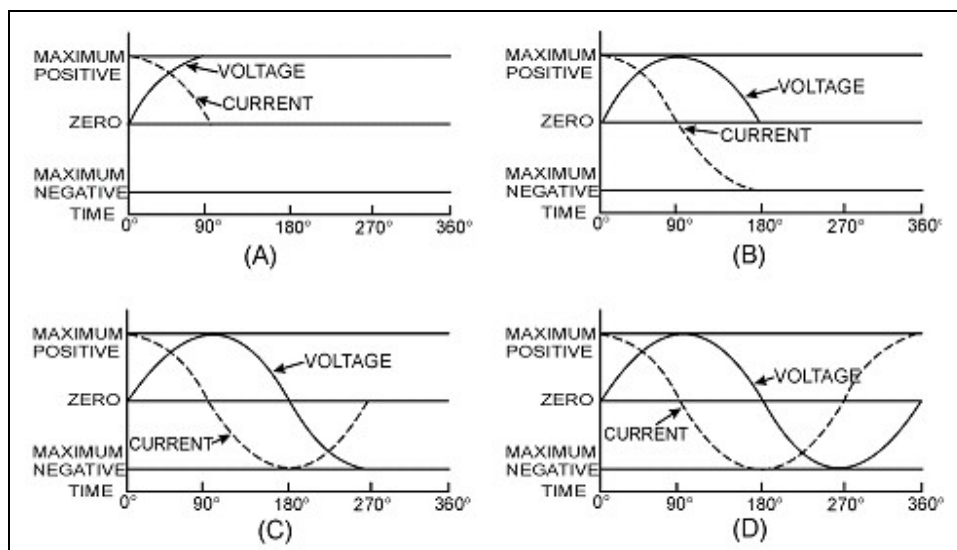 MAXIMUM
POSITIVE
VOLTAGE
CURRENT
ZERO
MAXIMUM
NEGATIVE
TIME
0° 90° 180° 270° 360°
(A)
MAXIMUM
POSITIVE
VOLTAGE
ZERO
CURRENT
MAXIMUM
NEGATIVE
TIME
0° 90° 180° 270° 360°
(B)
MAXIMUM
POSITIVE
VOLTAGE
ZERO
CURRENT
MAXIMUM
NEGATIVE
TIME
0° 90° 180° 270° 360°
(C)
MAXIMUM
POSITIVE
VOLTAGE
ZERO
CURRENT
MAXIMUM
NEGATIVE
TIME
0° 90° 180° 270° 360°
(D)